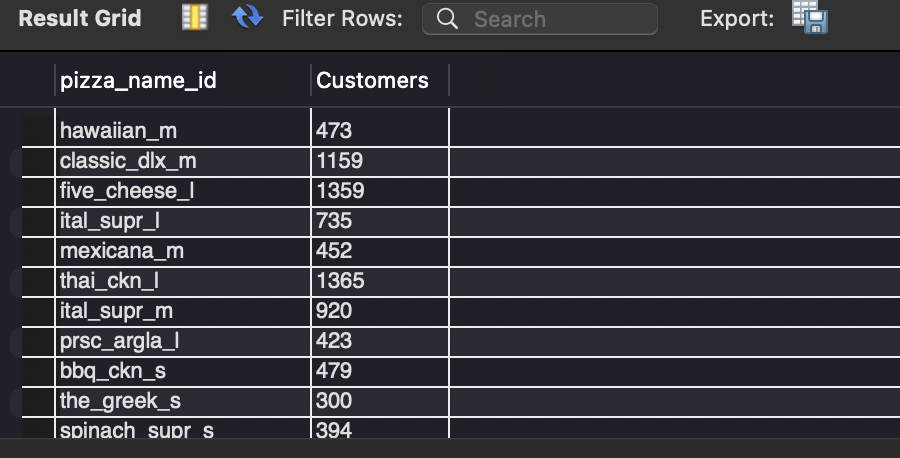 Result Grid Filter Rows: Search Export:
pizza_name_id Customers
hawaiian_m 473
classic_dlx_m 1159
five_cheese_l 1359
ital_supr_l 735
mexicana_m 452
thai_ckn_l 1365
ital_supr_m 920
prsc_argla_l 423
bbq_ckn_s 479
the_greek_s 300
spinach_supr_s 394